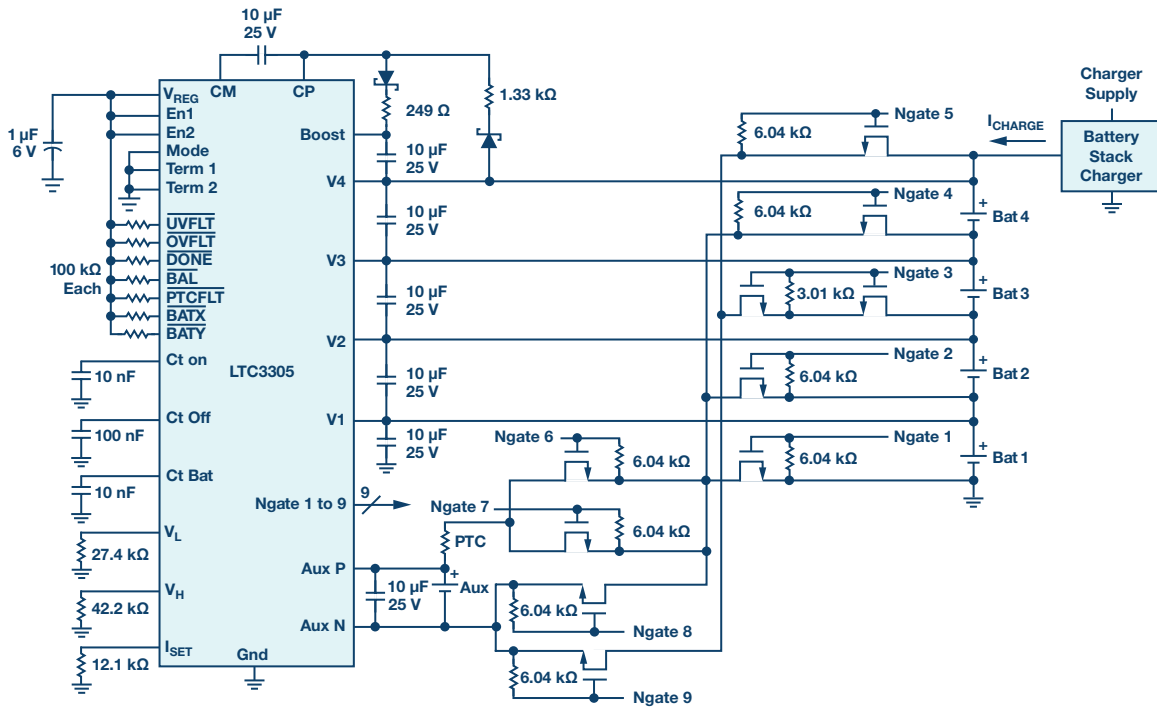 10 µF
25 V
CM
CP
1 µF
6 V
VREG
En1
En2
Mode
Term 1
Term 2
UVFLT
OVFLT
DONE
BAL
PTCFLT
BATX
BATY
100 kΩ
Each
Ct on
10 nF
Ct Off
100 nF
Ct Bat
10 nF
VL
27.4 kΩ
VH
42.2 kΩ
ISET
12.1 kΩ
Gnd
LTC3305
Boost
V4
V3
V2
V1
Ngate 1 to 9
9
Aux P
Aux N
249 Ω
1.33 kΩ
10 µF
25 V
10 µF
25 V
10 µF
25 V
10 µF
25 V
10 µF
25 V
10 µF
25 V
PTC
+
Aux
Ngate 6
6.04 kΩ
Ngate 7
6.04 kΩ
6.04 kΩ
Ngate 8
6.04 kΩ
Ngate 9
6.04 kΩ
Ngate 5
6.04 kΩ
Ngate 4
3.01 kΩ
Ngate 3
Ngate 2
6.04 kΩ
Ngate 1
6.04 kΩ
ICHARGE
Charger
Supply
Battery
Stack
Charger
+
Bat 4
+
Bat 3
+
Bat 2
+
Bat 1